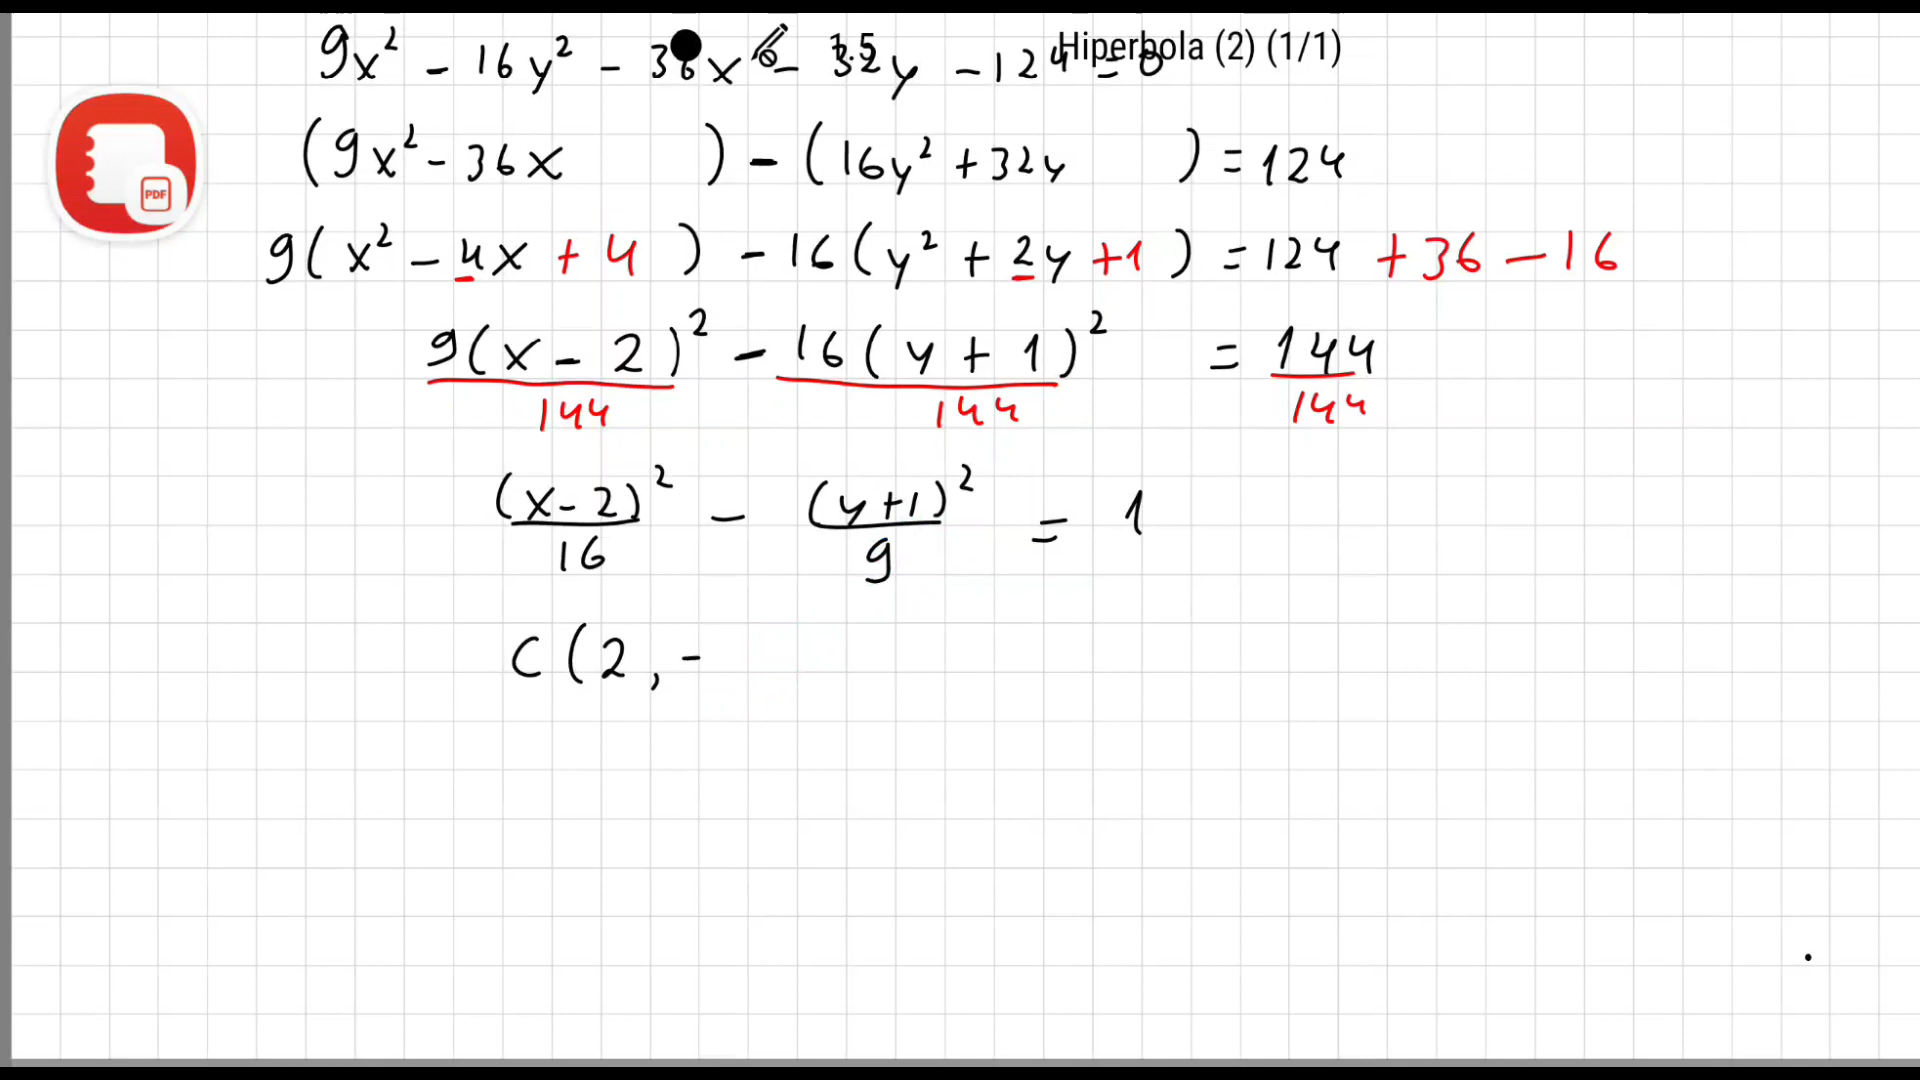 9x² - 16y² - 36x - 32y - 124 = 0
Hiperbola (2) (1/1)
(9x² - 36x ) - (16y² + 32y ) = 124
PDF
9(x² - 4x + 4 ) - 16(y² + 2y + 1 ) = 124 + 36 - 16
9(x - 2)² - 16(y + 1)² = 144
144 144 144
(x - 2)² - (y + 1)² = 1
16 9
C(2, -